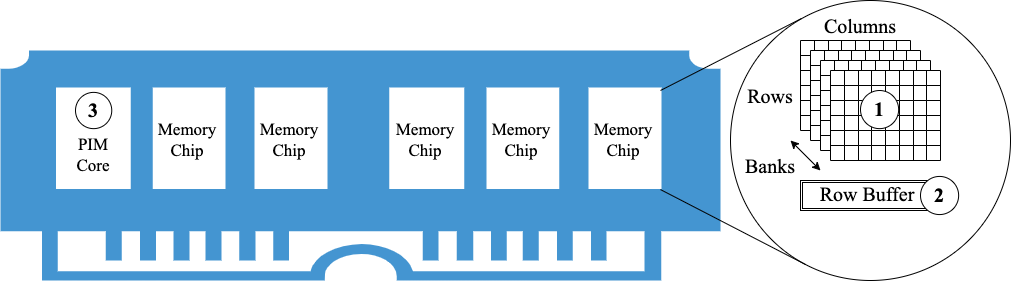 3
PIM
Core
Memory
Chip
Memory
Chip
Memory
Chip
Memory
Chip
Memory
Chip
Columns
Rows
1
Banks
Row Buffer
2